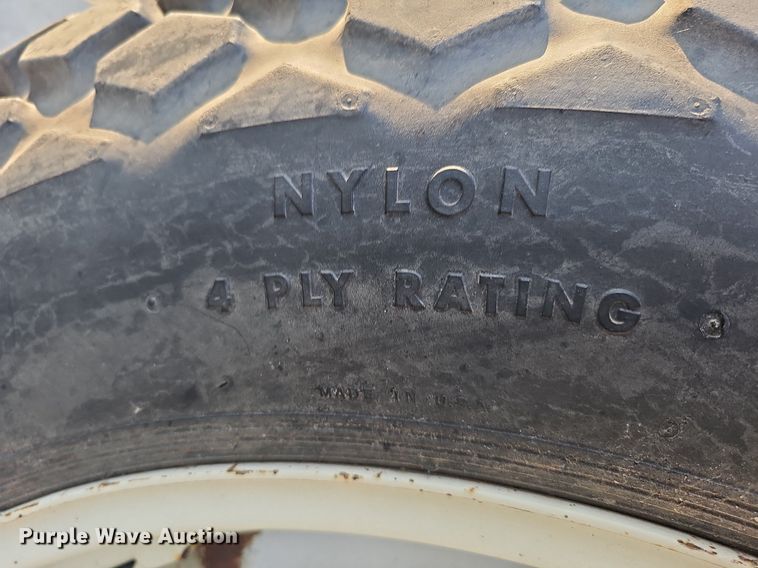 NYLON
4 PLY RATING
MADE IN U.S.A.
Purple Wave Auction